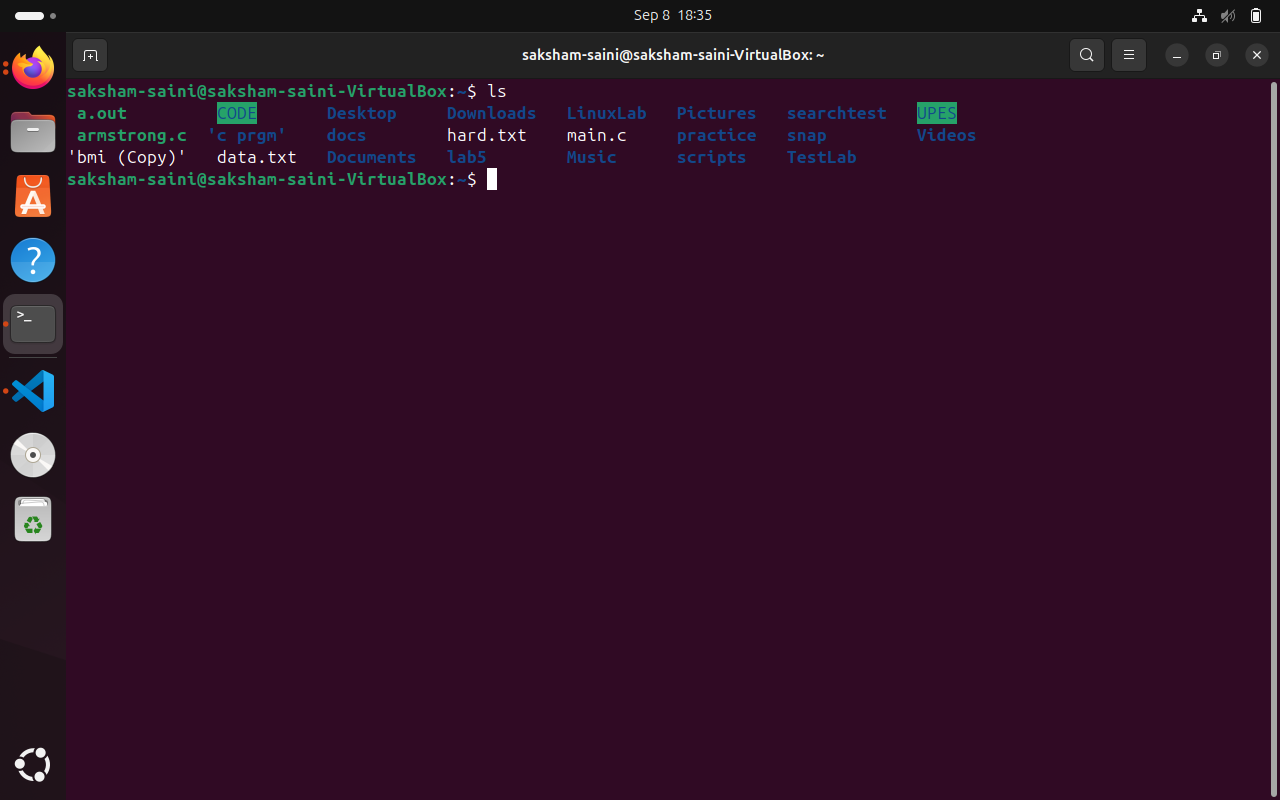 Sep 8 18:35
saksham-saini@saksham-saini-VirtualBox: ~
saksham-saini@saksham-saini-VirtualBox:~$ ls
a.out CODE Desktop Downloads LinuxLab Pictures searchtest UPES
armstrong.c 'c prgm' docs hard.txt main.c practice snap Videos
'bmi (Copy)' data.txt Documents lab5 Music scripts TestLab
saksham-saini@saksham-saini-VirtualBox:~$